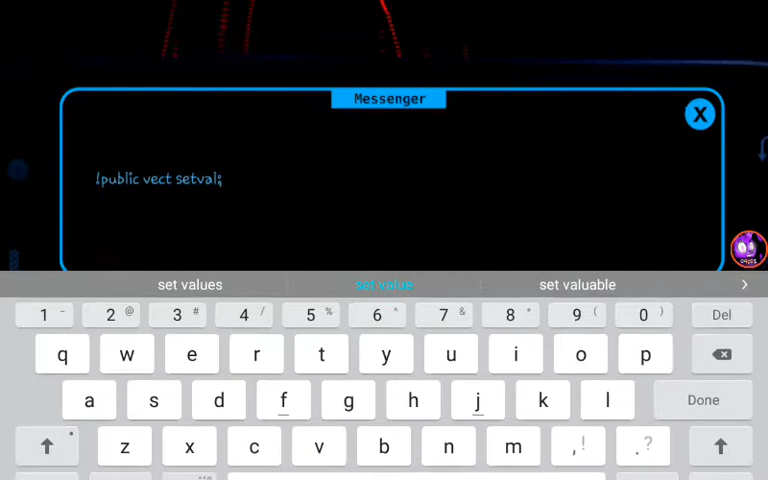 Messenger
X
!public vect setval;
set values set value set valuable >
1 - 2 @ 3 # 4 / 5 % 6 ^ 7 & 8 * 9 ( 0 ) Del
q w e r t y u i o p
a s d f g h j k l Done
z x c v b n m , ! . ?